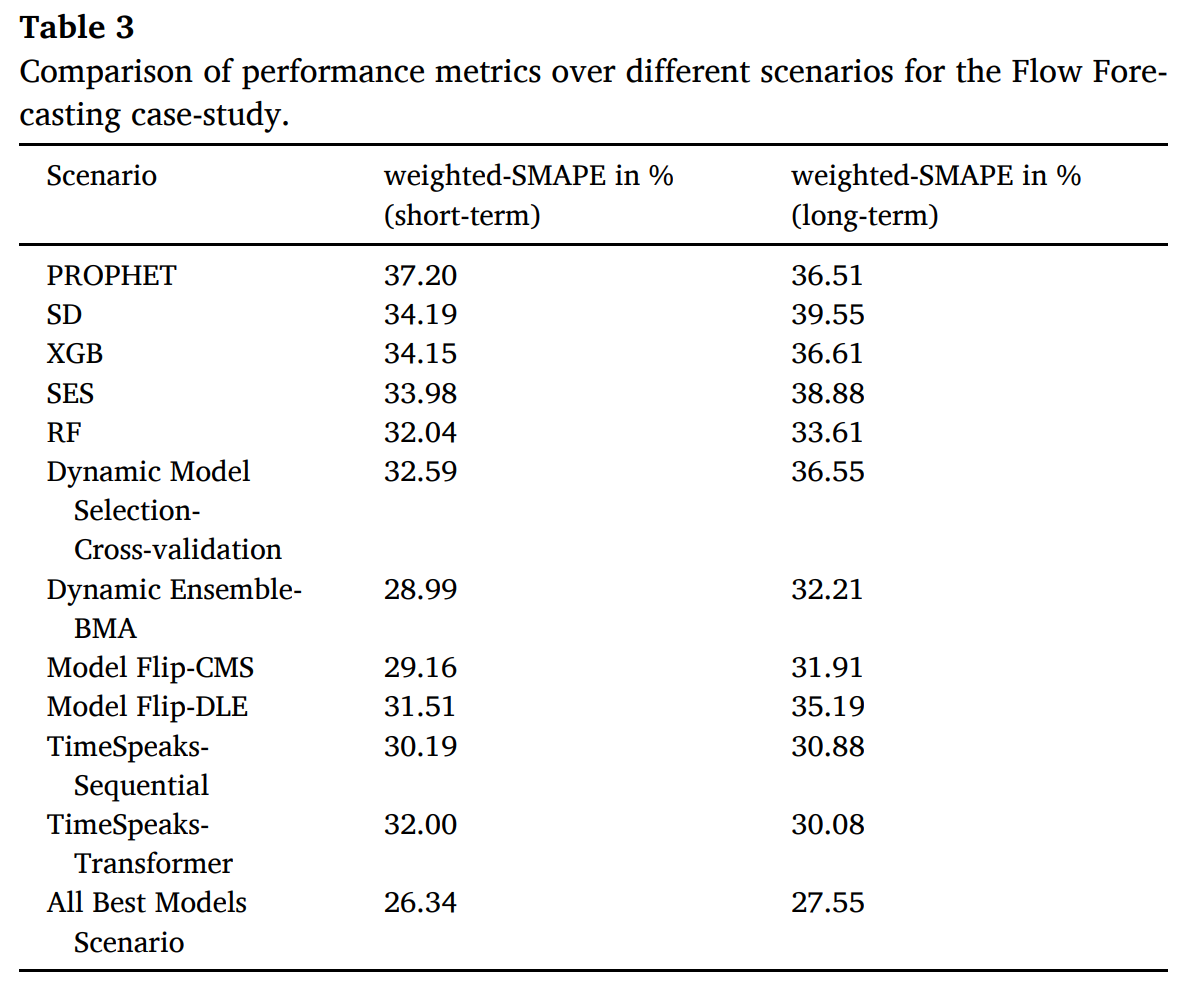 Table 3
Comparison of performance metrics over different scenarios for the Flow Fore-
casting case-study.
Scenario weighted-SMAPE in % weighted-SMAPE in %
(short-term) (long-term)
PROPHET 37.20 36.51
SD 34.19 39.55
XGB 34.15 36.61
SES 33.98 38.88
RF 32.04 33.61
Dynamic Model 32.59 36.55
Selection-
Cross-validation
Dynamic Ensemble- 28.99 32.21
BMA
Model Flip-CMS 29.16 31.91
Model Flip-DLE 31.51 35.19
TimeSpeaks- 30.19 30.88
Sequential
TimeSpeaks- 32.00 30.08
Transformer
All Best Models 26.34 27.55
Scenario